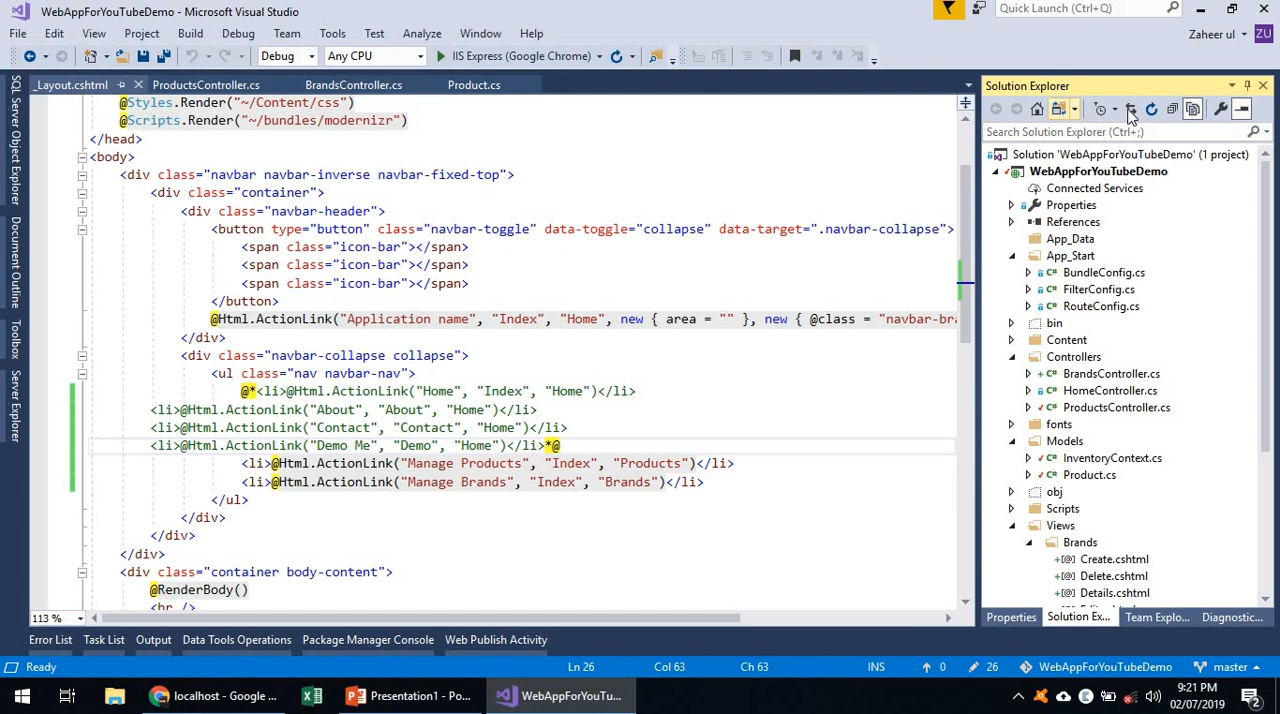 WebAppForYouTubeDemo - Microsoft Visual Studio
Quick Launch (Ctrl+Q)
File Edit View Project Build Debug Team Tools Test Analyze Window Help
Zaheer ul ZU
Debug Any CPU IIS Express (Google Chrome)
_Layout.cshtml ProductsController.cs BrandsController.cs Product.cs
SQL Server Object Explorer
Document Outline
Toolbox
Server Explorer
@Styles.Render("~/Content/css")
@Scripts.Render("~/bundles/modernizr")
</head>
<body>
<div class="navbar navbar-inverse navbar-fixed-top">
<div class="container">
<div class="navbar-header">
<button type="button" class="navbar-toggle" data-toggle="collapse" data-target=".navbar-collapse">
<span class="icon-bar"></span>
<span class="icon-bar"></span>
<span class="icon-bar"></span>
</button>
@Html.ActionLink("Application name", "Index", "Home", new { area = "" }, new { @class = "navbar-bra
</div>
<div class="navbar-collapse collapse">
<ul class="nav navbar-nav">
@*<li>@Html.ActionLink("Home", "Index", "Home")</li>
<li>@Html.ActionLink("About", "About", "Home")</li>
<li>@Html.ActionLink("Contact", "Contact", "Home")</li>
<li>@Html.ActionLink("Demo Me", "Demo", "Home")</li>*@
<li>@Html.ActionLink("Manage Products", "Index", "Products")</li>
<li>@Html.ActionLink("Manage Brands", "Index", "Brands")</li>
</ul>
</div>
</div>
</div>
<div class="container body-content">
@RenderBody()
<hr />
113 %
Solution Explorer
Search Solution Explorer (Ctrl+;)
Solution 'WebAppForYouTubeDemo' (1 project)
WebAppForYouTubeDemo
Connected Services
Properties
References
App_Data
App_Start
C# BundleConfig.cs
C# FilterConfig.cs
C# RouteConfig.cs
bin
Content
Controllers
+ C# BrandsController.cs
C# HomeController.cs
C# ProductsController.cs
fonts
Models
+ C# InventoryContext.cs
C# Product.cs
obj
Scripts
Views
Brands
+[@] Create.cshtml
+[@] Delete.cshtml
+[@] Details.cshtml
Properties Solution Ex... Team Explo... Diagnostic...
Error List Task List Output Data Tools Operations Package Manager Console Web Publish Activity
Ready Ln 26 Col 63 Ch 63 INS 0 26 WebAppForYouTubeDemo master
localhost - Google ... Presentation1 - Po... WebAppForYouTu...
9:21 PM
02/07/2019
2